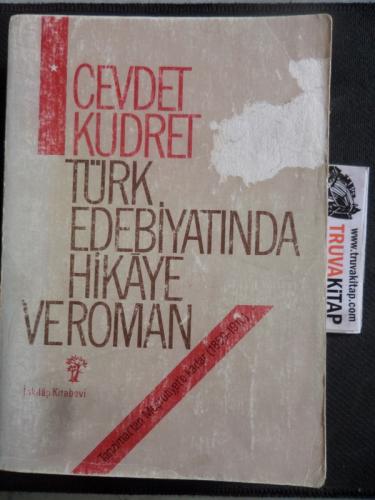 CEVDET
KUDRET
TÜRK
EDEBİYATINDA
HİKÂYE
VE ROMAN
Tanzimat'tan Meşrutiyet'e kadar (1859-1910)
İnkılâp Kitabevi
www.truvakitap.com
TRUVA KİTAP